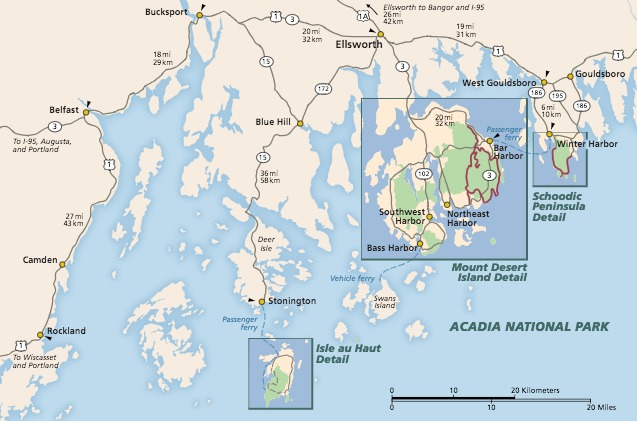 Bucksport
1
3
1A
Ellsworth to Bangor and I-95
26 mi
42 km
20 mi
32 km
Ellsworth
19 mi
31 km
1
1
18 mi
29 km
15
3
172
West Gouldsboro
Gouldsboro
186
195
186
6 mi
10 km
Belfast
3
To I-95, Augusta,
and Portland
1
Blue Hill
20 mi
32 km
Passenger
ferry
Bar
Harbor
Winter Harbor
15
36 mi
58 km
102
3
Schoodic
Peninsula
Detail
27 mi
43 km
Southwest
Harbor
Northeast
Harbor
Bass Harbor
Deer
Isle
Camden
Mount Desert
Island Detail
Vehicle ferry
Swans
Island
Stonington
Passenger
ferry
Rockland
1
To Wiscasset
and Portland
ACADIA NATIONAL PARK
Isle au Haut
Detail
0 10 20 Kilometers
0 10 20 Miles